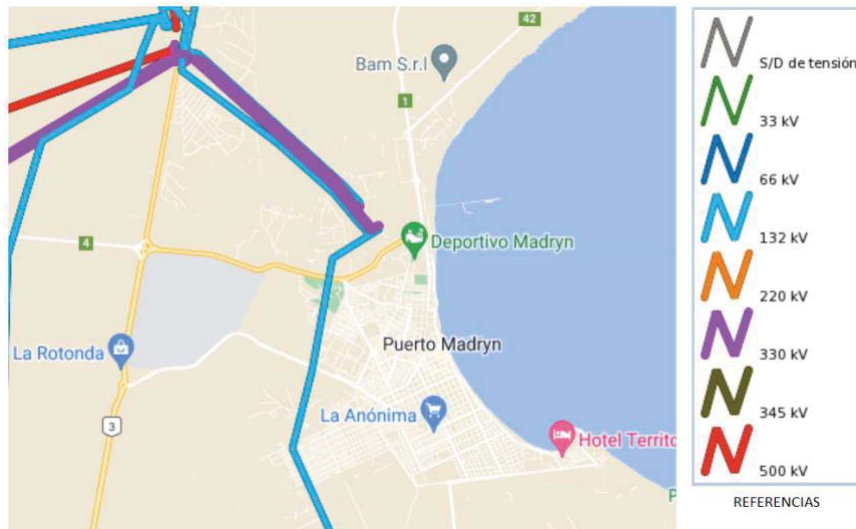 42
Bam S.r.l
1
Deportivo Madryn
4
La Rotonda
Puerto Madryn
La Anónima
3
Hotel Territo
P
S/D de tensión
33 kV
66 kV
132 kV
220 kV
330 kV
345 kV
500 kV
REFERENCIAS